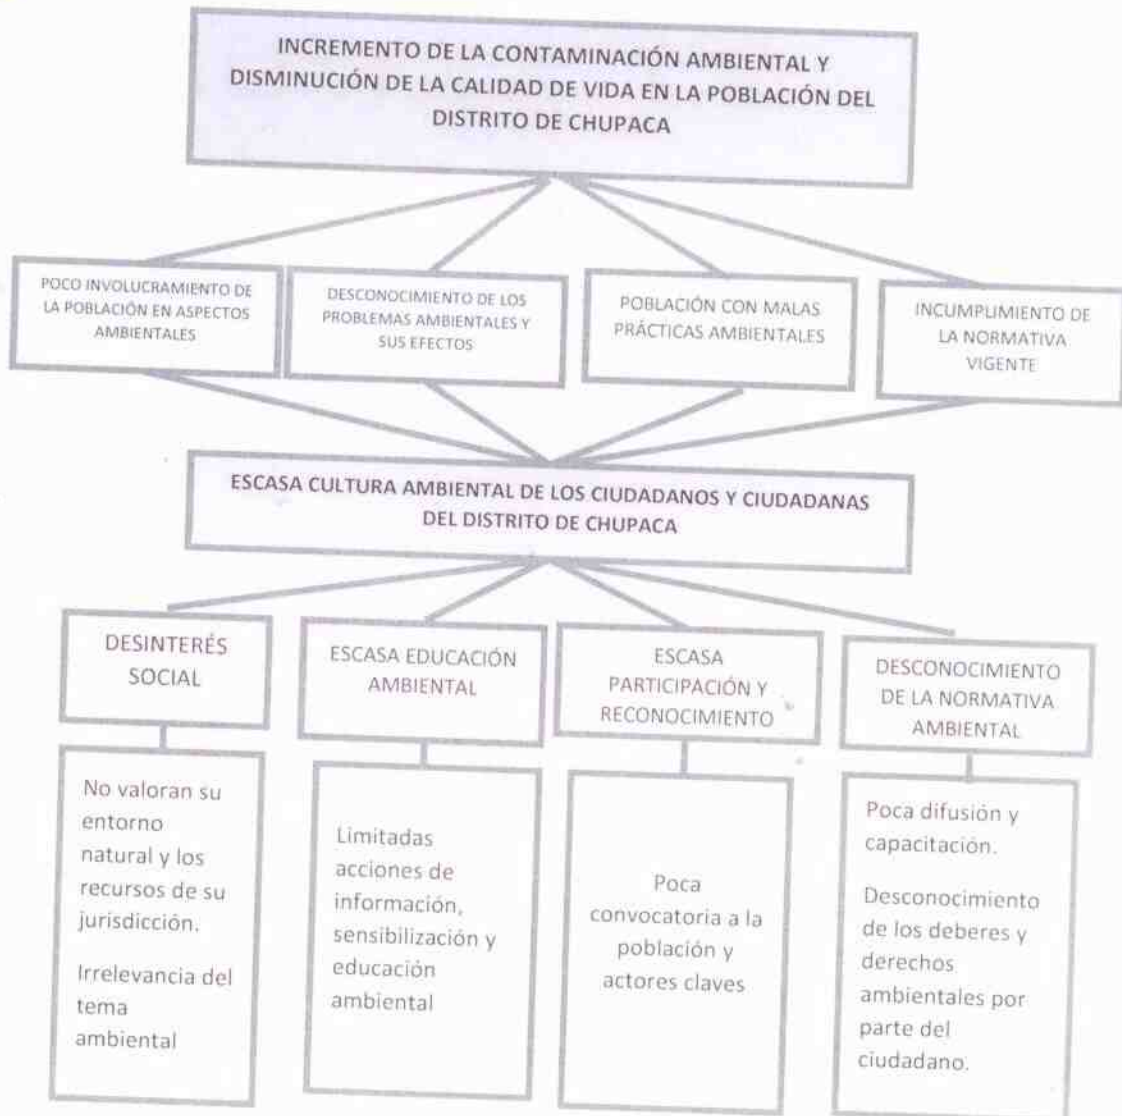 INCREMENTO DE LA CONTAMINACIÓN AMBIENTAL Y
DISMINUCIÓN DE LA CALIDAD DE VIDA EN LA POBLACIÓN DEL
DISTRITO DE CHUPACA
POCO INVOLUCRAMIENTO DE
LA POBLACIÓN EN ASPECTOS
AMBIENTALES
DESCONOCIMIENTO DE LOS
PROBLEMAS AMBIENTALES Y
SUS EFECTOS
POBLACIÓN CON MALAS
PRÁCTICAS AMBIENTALES
INCUMPLIMIENTO DE
LA NORMATIVA
VIGENTE
ESCASA CULTURA AMBIENTAL DE LOS CIUDADANOS Y CIUDADANAS
DEL DISTRITO DE CHUPACA
DESINTERÉS
SOCIAL
ESCASA EDUCACIÓN
AMBIENTAL
ESCASA
PARTICIPACIÓN Y
RECONOCIMIENTO
DESCONOCIMIENTO
DE LA NORMATIVA
AMBIENTAL
No valoran su
entorno
natural y los
recursos de su
jurisdicción.
Irrelevancia del
tema
ambiental
Limitadas
acciones de
información,
sensibilización y
educación
ambiental
Poca
convocatoria a la
población y
actores claves
Poca difusión y
capacitación.
Desconocimiento
de los deberes y
derechos
ambientales por
parte del
ciudadano.